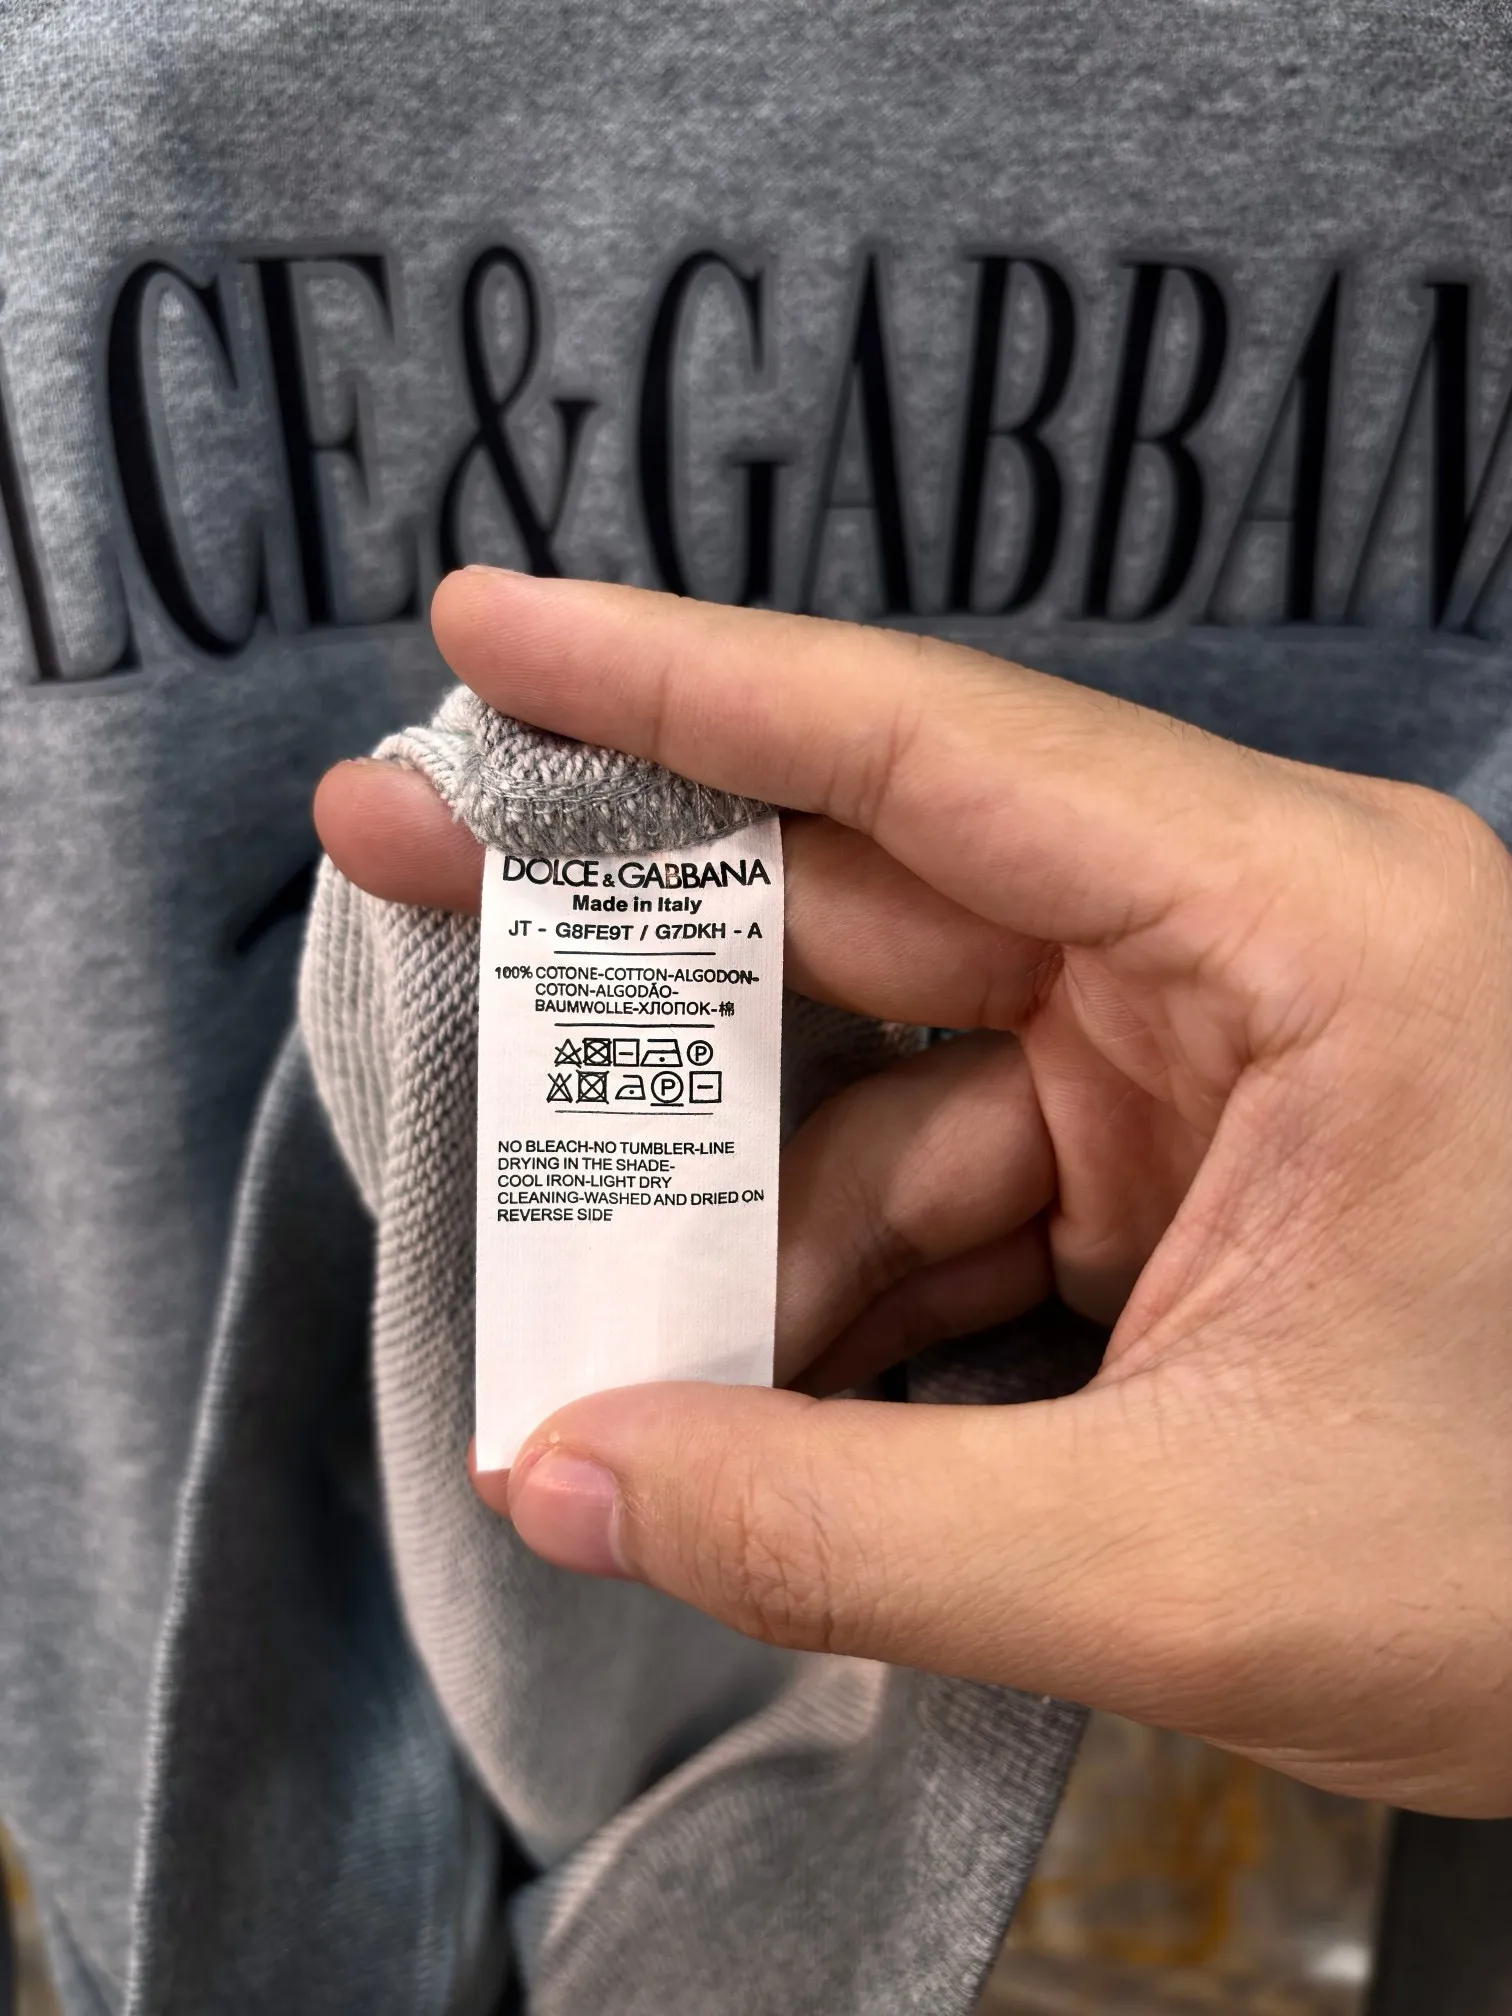 LCE & GABBAN
DOLCE & GABBANA
Made in Italy
JT - G8FE9T / G7DKH - A
100% COTONE-COTTON-ALGODON-
COTON-ALGODÃO-
BAUMWOLLE-ХЛОПОК-棉
P
P
NO BLEACH-NO TUMBLER-LINE
DRYING IN THE SHADE-
COOL IRON-LIGHT DRY
CLEANING-WASHED AND DRIED ON
REVERSE SIDE